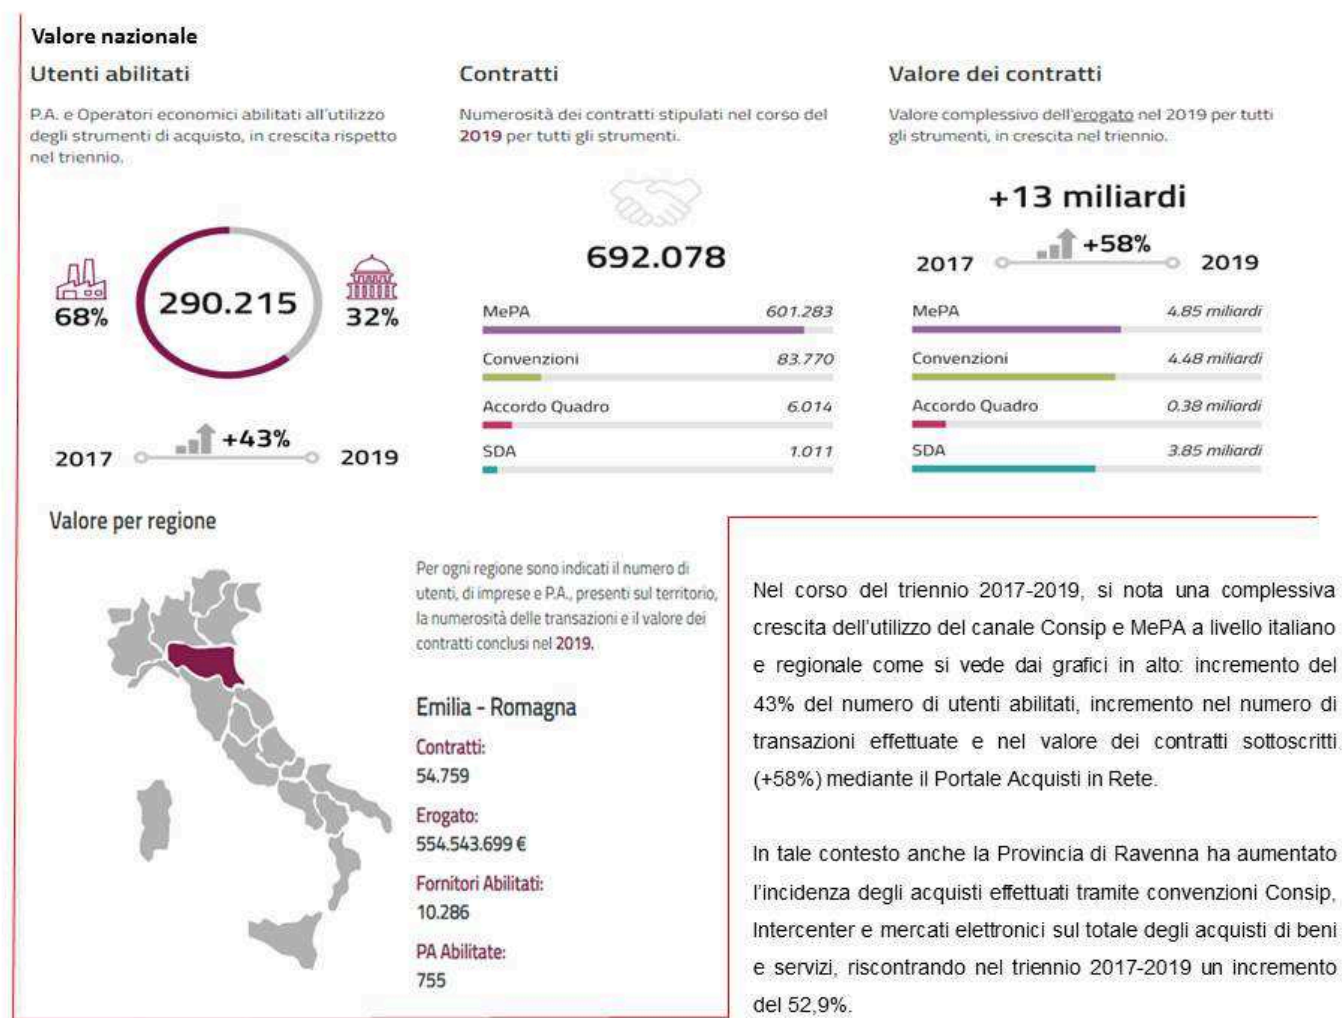 Valore nazionale
Utenti abilitati
P.A. e Operatori economici abilitati all'utilizzo
degli strumenti di acquisto, in crescita rispetto
nel triennio.
68%
290.215
32%
+43%
2017
2019
Contratti
Numerosità dei contratti stipulati nel corso del
2019 per tutti gli strumenti.
692.078
MePA 601.283
Convenzioni 83.770
Accordo Quadro 6.014
SDA 1.011
Valore dei contratti
Valore complessivo dell'erogato nel 2019 per tutti
gli strumenti, in crescita nel triennio.
+13 miliardi
+58%
2017
2019
MePA 4.85 miliardi
Convenzioni 4.48 miliardi
Accordo Quadro 0.38 miliardi
SDA 3.85 miliardi
Valore per regione
Per ogni regione sono indicati il numero di
utenti, di imprese e P.A., presenti sul territorio,
la numerosità delle transazioni e il valore dei
contratti conclusi nel 2019.
Emilia - Romagna
Contratti:
54.759
Erogato:
554.543.699 €
Fornitori Abilitati:
10.286
PA Abilitate:
755
Nel corso del triennio 2017-2019, si nota una complessiva
crescita dell'utilizzo del canale Consip e MePA a livello italiano
e regionale come si vede dai grafici in alto: incremento del
43% del numero di utenti abilitati, incremento nel numero di
transazioni effettuate e nel valore dei contratti sottoscritti
(+58%) mediante il Portale Acquisti in Rete.
In tale contesto anche la Provincia di Ravenna ha aumentato
l'incidenza degli acquisti effettuati tramite convenzioni Consip,
Intercenter e mercati elettronici sul totale degli acquisti di beni
e servizi, riscontrando nel triennio 2017-2019 un incremento
del 52,9%.